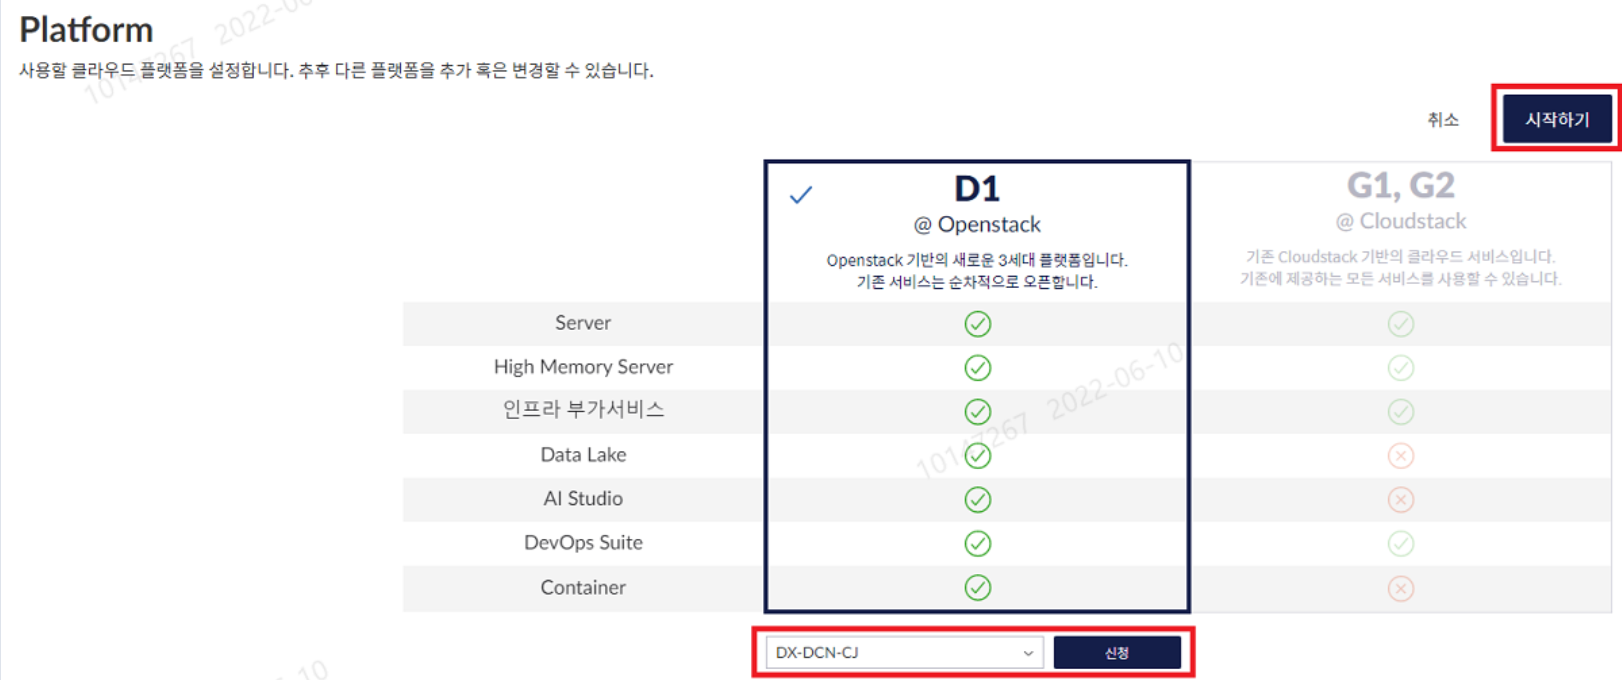 Platform
사용할 클라우드 플랫폼을 설정합니다. 추후 다른 플랫폼을 추가 혹은 변경할 수 있습니다.
취소
시작하기
D1
@ Openstack
Openstack 기반의 새로운 3세대 플랫폼입니다.
기존 서비스는 순차적으로 오픈합니다.
G1, G2
@ Cloudstack
기존 Cloudstack 기반의 클라우드 서비스입니다.
기존에 제공하는 모든 서비스를 사용할 수 있습니다.
Server
High Memory Server
인프라 부가서비스
Data Lake
AI Studio
DevOps Suite
Container
DX-DCN-CJ
신청
10147267 2022-06
10147267 2022-06-10
10